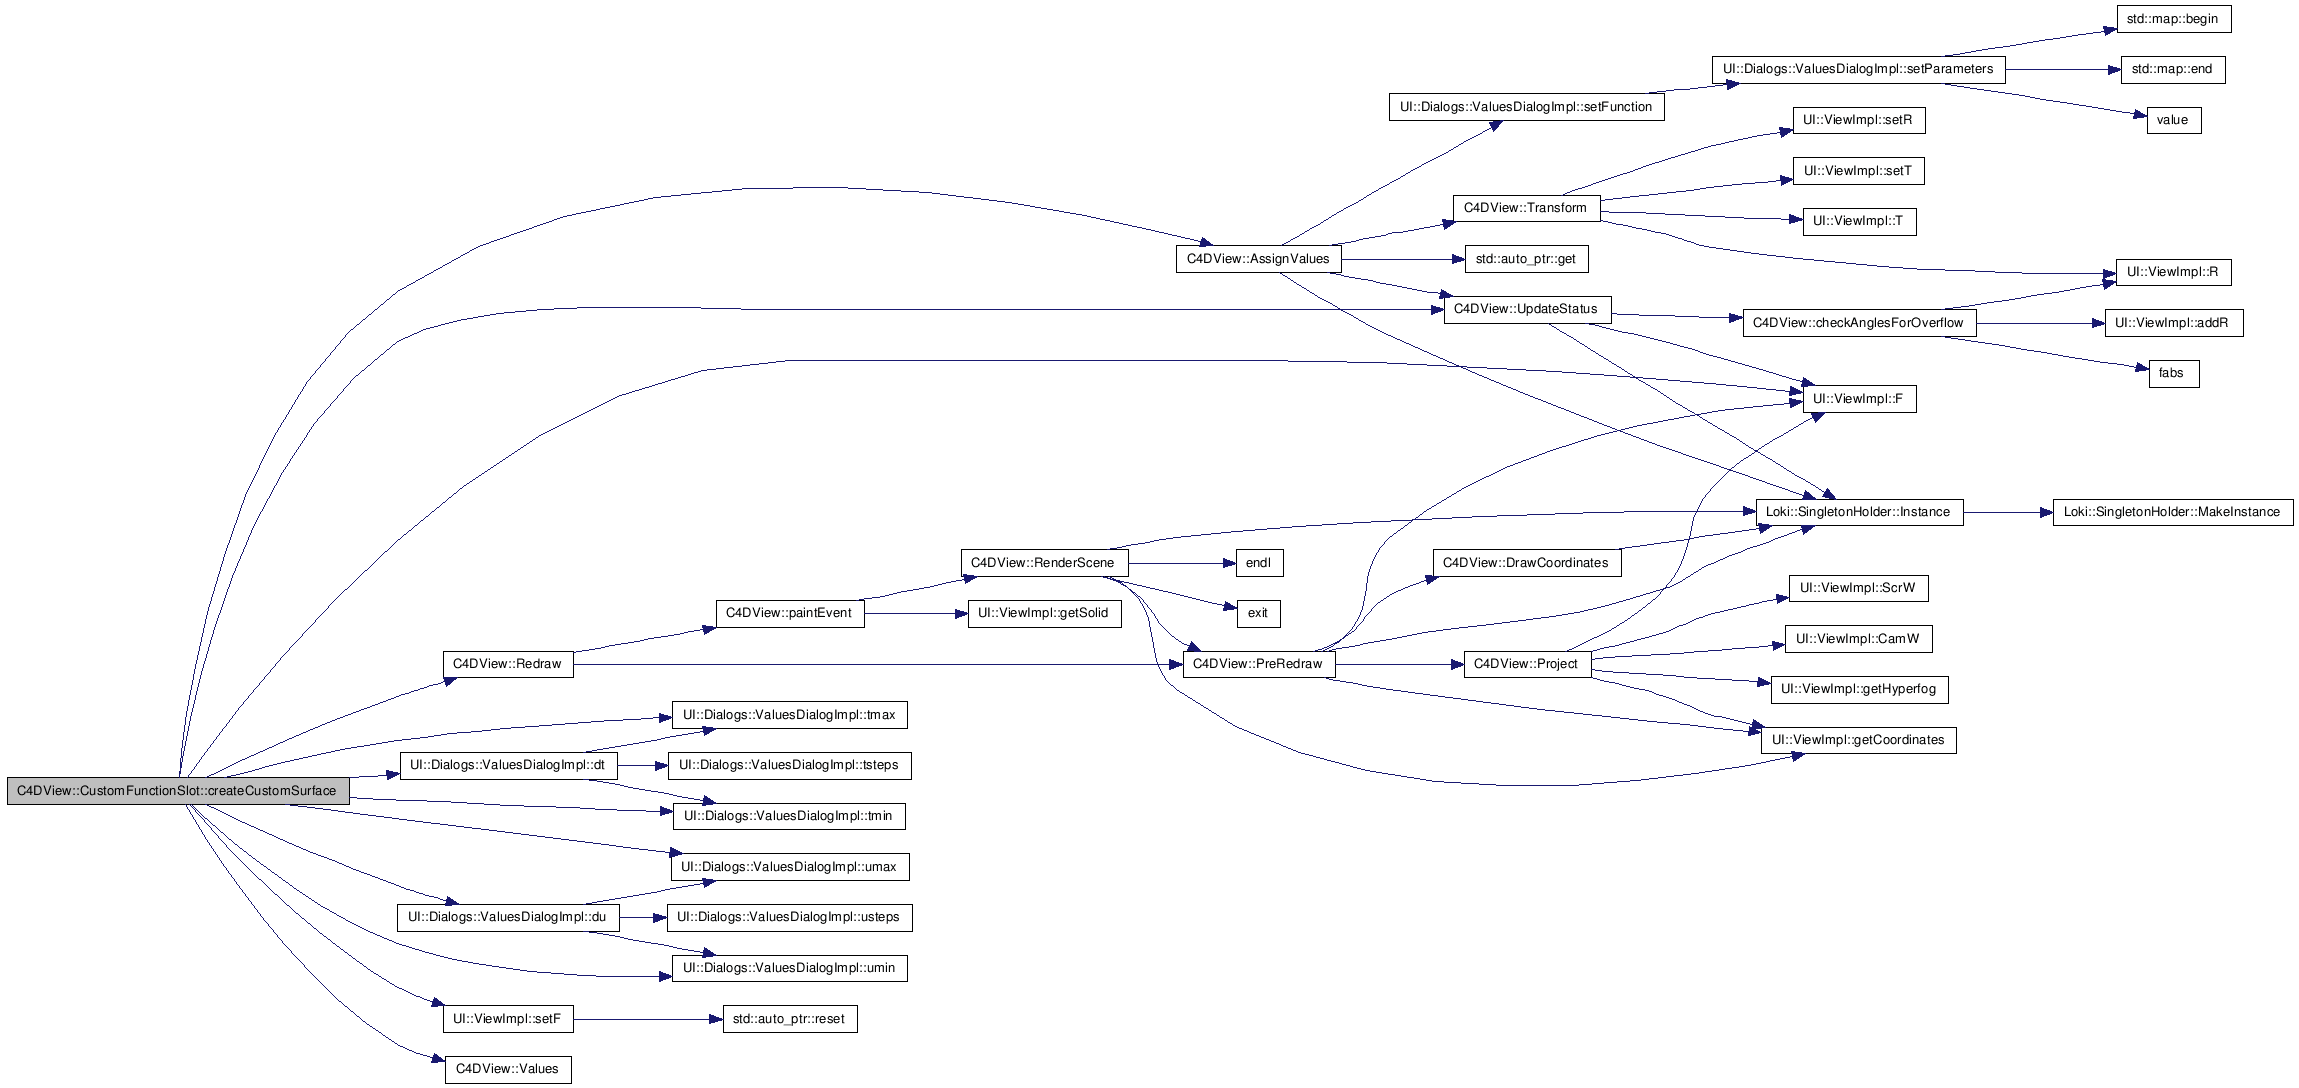 std::map::begin
UI::Dialogs::ValuesDialogImpl::setParameters
std::map::end
UI::Dialogs::ValuesDialogImpl::setFunction
value
UI::ViewImpl::setR
UI::ViewImpl::setT
C4DView::Transform
UI::ViewImpl::T
C4DView::AssignValues
std::auto_ptr::get
UI::ViewImpl::R
C4DView::UpdateStatus
C4DView::checkAnglesForOverflow
UI::ViewImpl::addR
fabs
UI::ViewImpl::F
Loki::SingletonHolder::Instance
Loki::SingletonHolder::MakeInstance
C4DView::RenderScene
endl
C4DView::DrawCoordinates
UI::ViewImpl::ScrW
C4DView::paintEvent
UI::ViewImpl::getSolid
exit
UI::ViewImpl::CamW
C4DView::Redraw
C4DView::PreRedraw
C4DView::Project
UI::ViewImpl::getHyperfog
UI::Dialogs::ValuesDialogImpl::tmax
UI::ViewImpl::getCoordinates
UI::Dialogs::ValuesDialogImpl::dt
UI::Dialogs::ValuesDialogImpl::tsteps
C4DView::CustomFunctionSlot::createCustomSurface
UI::Dialogs::ValuesDialogImpl::tmin
UI::Dialogs::ValuesDialogImpl::umax
UI::Dialogs::ValuesDialogImpl::du
UI::Dialogs::ValuesDialogImpl::usteps
UI::Dialogs::ValuesDialogImpl::umin
UI::ViewImpl::setF
std::auto_ptr::reset
C4DView::Values